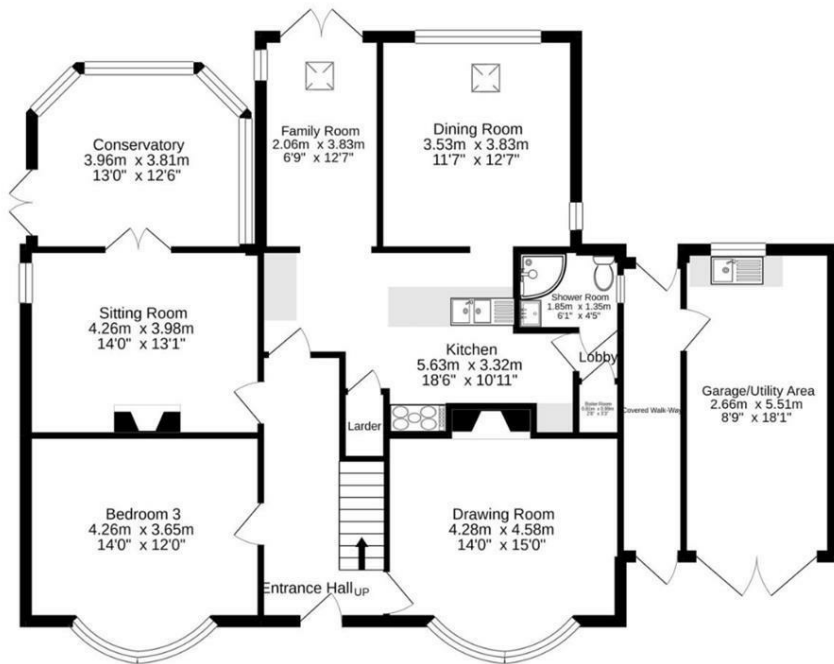 Conservatory
3.96m x 3.81m
13'0" x 12'6"
Family Room
2.06m x 3.83m
6'9" x 12'7"
Dining Room
3.53m x 3.83m
11'7" x 12'7"
Sitting Room
4.26m x 3.98m
14'0" x 13'1"
Shower Room
1.85m x 1.35m
6'1" x 4'5"
Kitchen
5.63m x 3.32m
18'6" x 10'11"
Lobby
Larder
Boiler Room
Covered Walk-Way
Garage/Utility Area
2.66m x 5.51m
8'9" x 18'1"
Bedroom 3
4.26m x 3.65m
14'0" x 12'0"
Drawing Room
4.28m x 4.58m
14'0" x 15'0"
Entrance Hall
UP